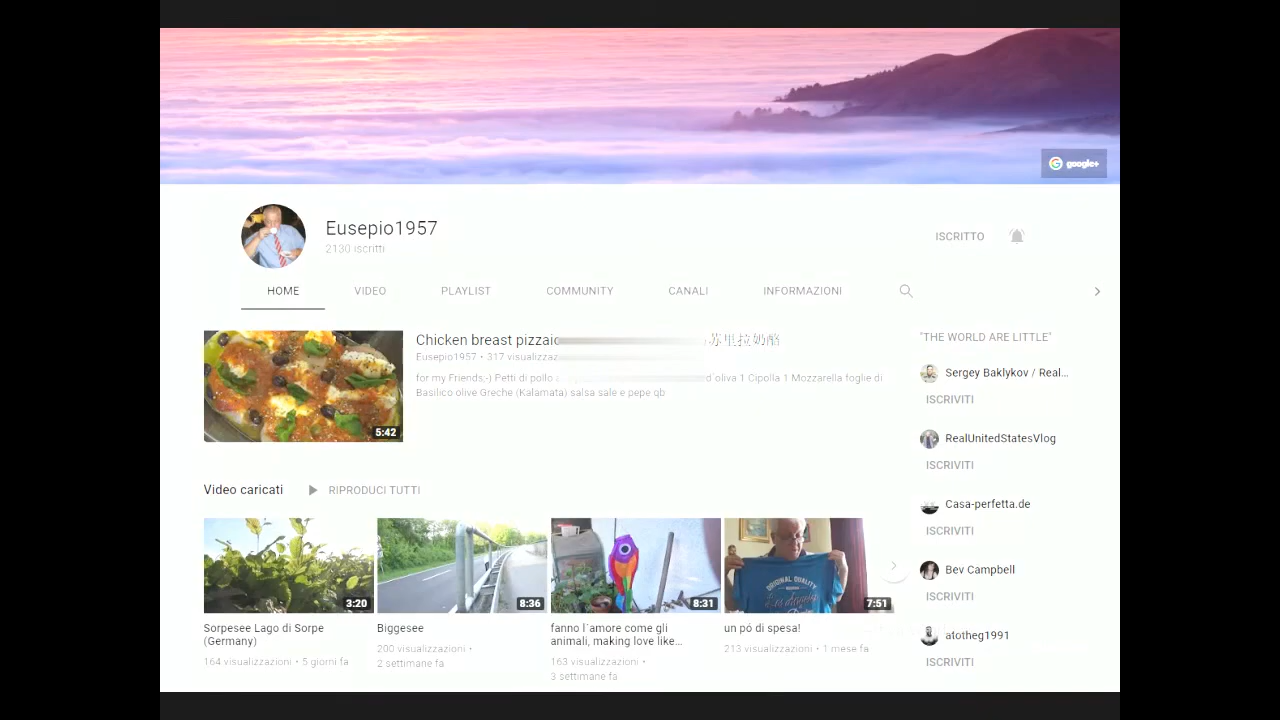 google+
Eusepio1957
2130 iscritti
ISCRITTO
HOME VIDEO PLAYLIST COMMUNITY CANALI INFORMAZIONI
Chicken breast pizzaio
Eusepio1957 • 317 visualizzaz
for my Friends;-) Petti di pollo d´oliva 1 Cipolla 1 Mozzarella foglie di
Basilico olive Greche (Kalamata) salsa sale e pepe qb
5:42
Video caricati RIPRODUCI TUTTI
3:20
Sorpesee Lago di Sorpe
(Germany)
164 visualizzazioni • 5 giorni fa
8:36
Biggesee
200 visualizzazioni •
2 settimane fa
8:31
fanno l´amore come gli
animali, making love like...
163 visualizzazioni •
3 settimane fa
ORIGINAL QUALITY
Los Angeles
7:51
un pó di spesa!
213 visualizzazioni • 1 mese fa
"THE WORLD ARE LITTLE"
Sergey Baklykov / Real...
ISCRIVITI
RealUnitedStatesVlog
ISCRIVITI
Casa-perfetta.de
ISCRIVITI
Bev Campbell
ISCRIVITI
atotheg1991
ISCRIVITI